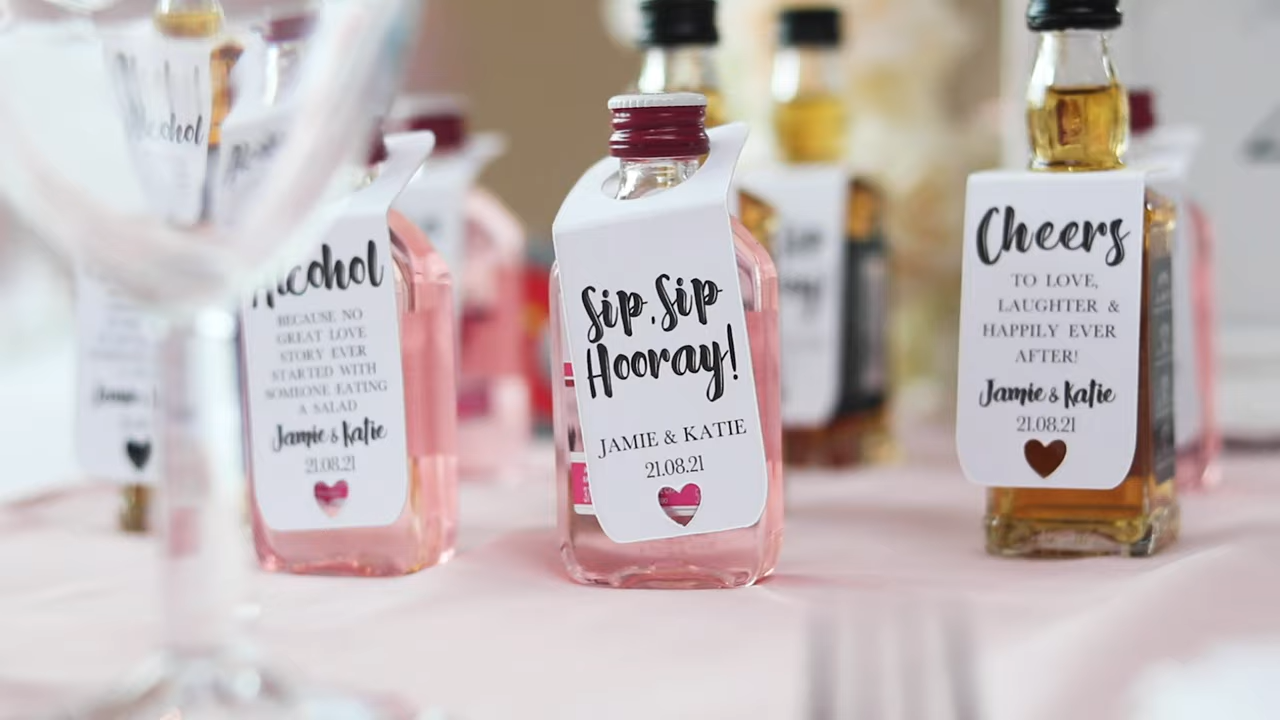 Alcohol
Alcohol
BECAUSE NO
GREAT LOVE
STORY EVER
STARTED WITH
SOMEONE EATING
A SALAD
Jamie & Katie
21.08.21
Sip, Sip
Hooray!
JAMIE & KATIE
21.08.21
Cheers
TO LOVE,
LAUGHTER &
HAPPILY EVER
AFTER!
Jamie & Katie
21.08.21